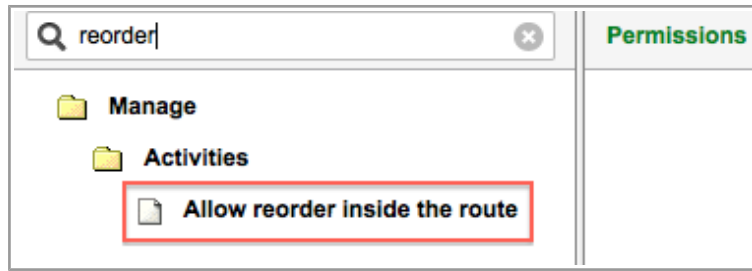 reorder
Permissions
Manage
Activities
Allow reorder inside the route